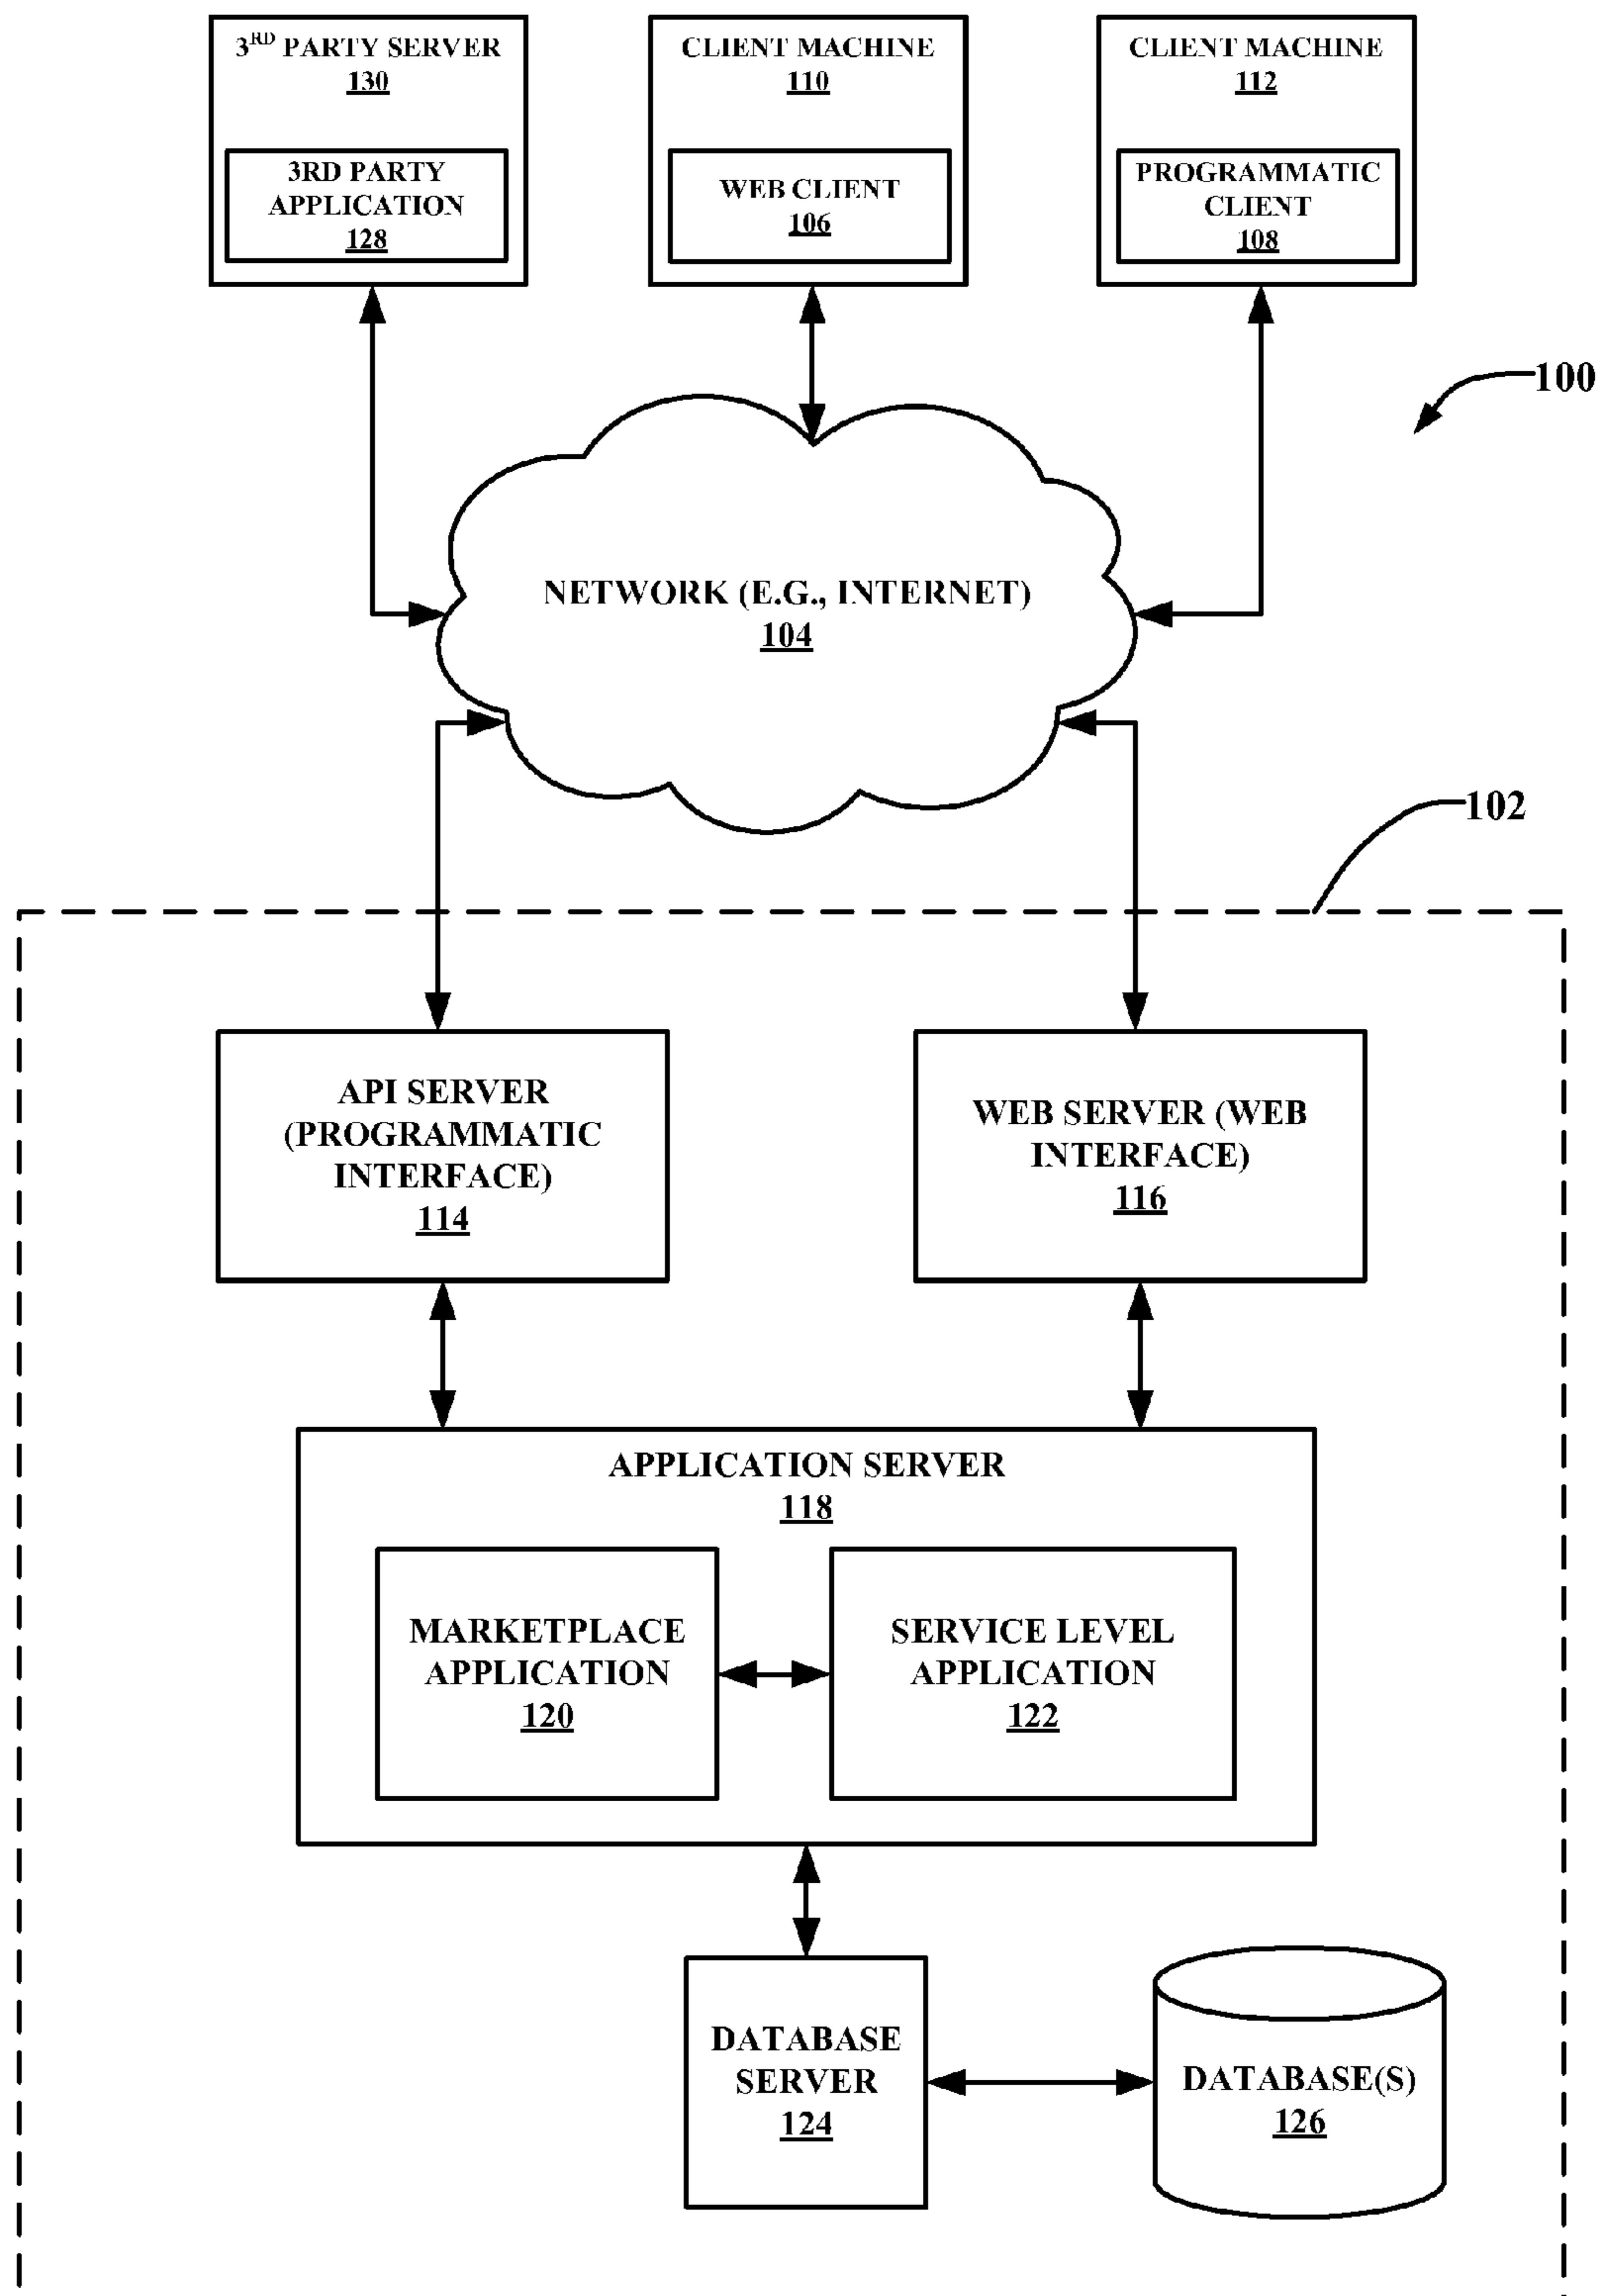 3RD PARTY SERVER
130
3RD PARTY
APPLICATION
128
CLIENT MACHINE
110
WEB CLIENT
106
CLIENT MACHINE
112
PROGRAMMATIC
CLIENT
108
100
NETWORK (E.G., INTERNET)
104
102
API SERVER
(PROGRAMMATIC
INTERFACE)
114
WEB SERVER (WEB
INTERFACE)
116
APPLICATION SERVER
118
MARKETPLACE
APPLICATION
120
SERVICE LEVEL
APPLICATION
122
DATABASE
SERVER
124
DATABASE(S)
126